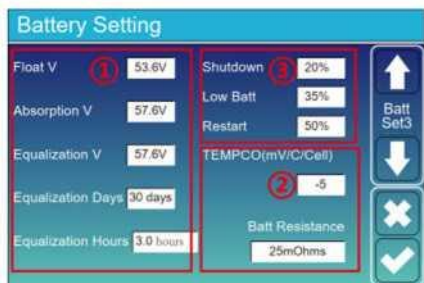 Battery Setting
Float V ① 53.6V
Absorption V 57.6V
Equalization V 57.6V
Equalization Days 30 days
Equalization Hours 3.0 hours
Shutdown ③ 20%
Low Batt 35%
Restart 50%
TEMPCO(mV/C/Cell)
② -5
Batt Resistance
25mOhms
Batt
Set3